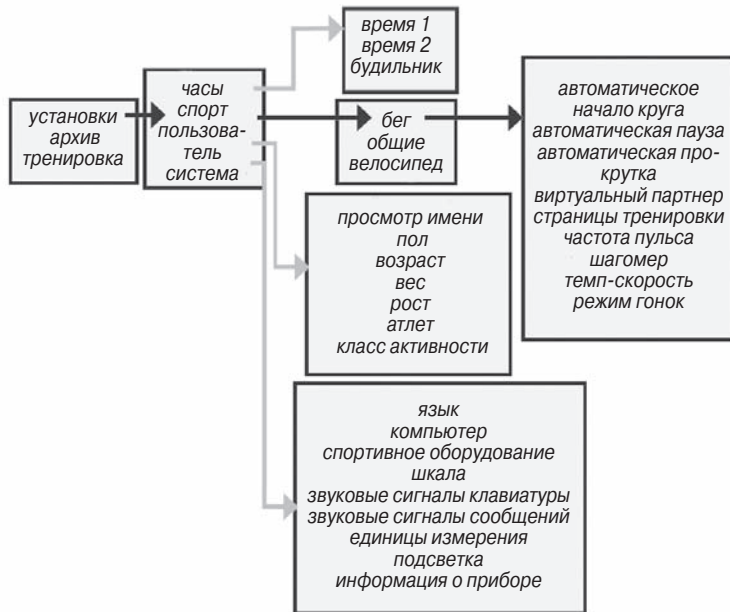 время 1
время 2
будильник
установки
архив
тренировка
часы
спорт
пользова-
тель
система
бег
общие
велосипед
автоматическое
начало круга
автоматическая пауза
автоматическая про-
крутка
виртуальный партнер
страницы тренировки
частота пульса
шагомер
темп-скорость
режим гонок
просмотр имени
пол
возраст
вес
рост
атлет
класс активности
язык
компьютер
спортивное оборудование
шкала
звуковые сигналы клавиатуры
звуковые сигналы сообщений
единицы измерения
подсветка
информация о приборе